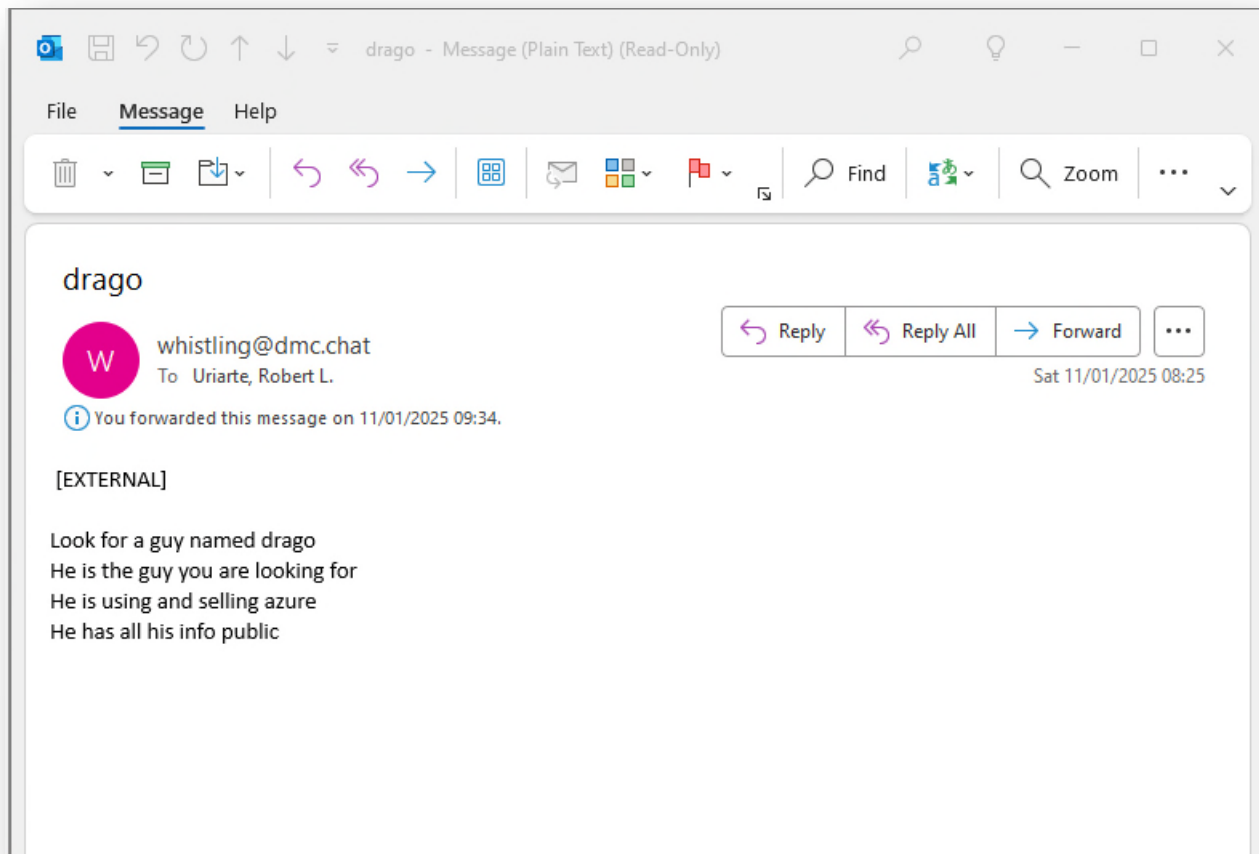 drago - Message (Plain Text) (Read-Only)
File Message Help
Find Zoom
drago
W
whistling@dmc.chat
To Uriarte, Robert L.
Reply Reply All Forward
Sat 11/01/2025 08:25
You forwarded this message on 11/01/2025 09:34.
[EXTERNAL]
Look for a guy named drago
He is the guy you are looking for
He is using and selling azure
He has all his info public